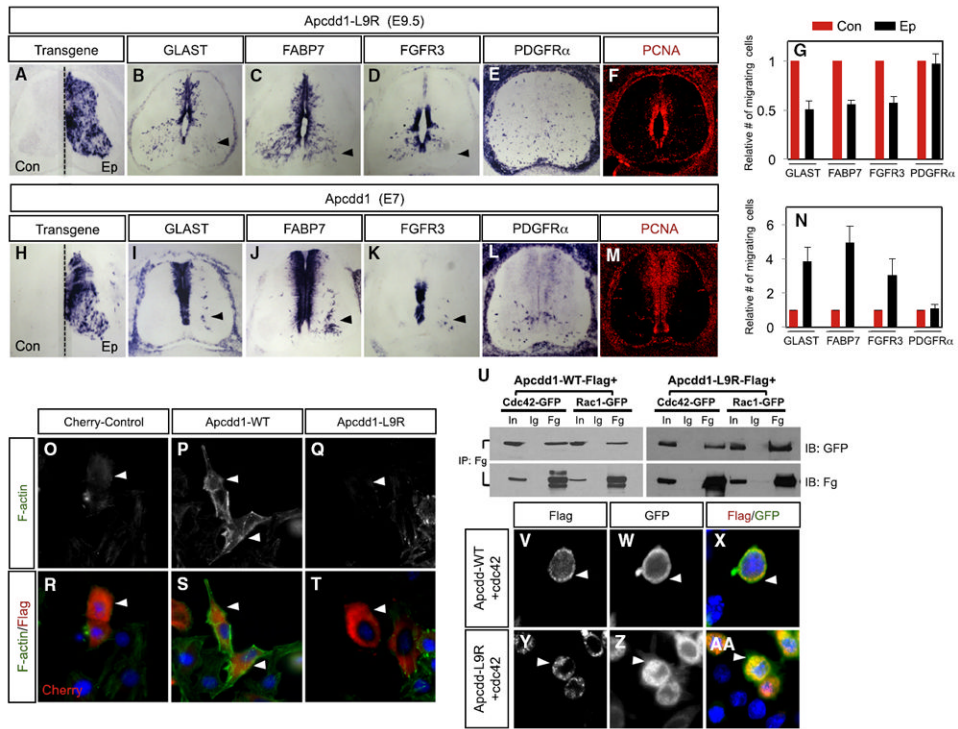 Apcdd1-L9R (E9.5)
Transgene GLAST FABP7 FGFR3 PDGFRα PCNA
A B C D E F
Con Ep
Con Ep
G
Relative # of migrating cells
1
0.5
0
GLAST FABP7 FGFR3 PDGFRα
Apcdd1 (E7)
Transgene GLAST FABP7 FGFR3 PDGFRα PCNA
H I J K L M
Con Ep
N
Relative # of migrating cells
6
4
2
0
GLAST FABP7 FGFR3 PDGFRα
Cherry-Control Apcdd1-WT Apcdd1-L9R
F-actin
O P Q
F-actin/Flag
R S T
Cherry
U
Apcdd1-WT-Flag+ Apcdd1-L9R-Flag+
Cdc42-GFP Rac1-GFP Cdc42-GFP Rac1-GFP
In Ig Fg In Ig Fg In Ig Fg In Ig Fg
IB: GFP
IP: Fg
IB: Fg
Flag GFP Flag/GFP
Apcdd-WT
+cdc42
V W X
Apcdd-L9R
+cdc42
Y Z AA